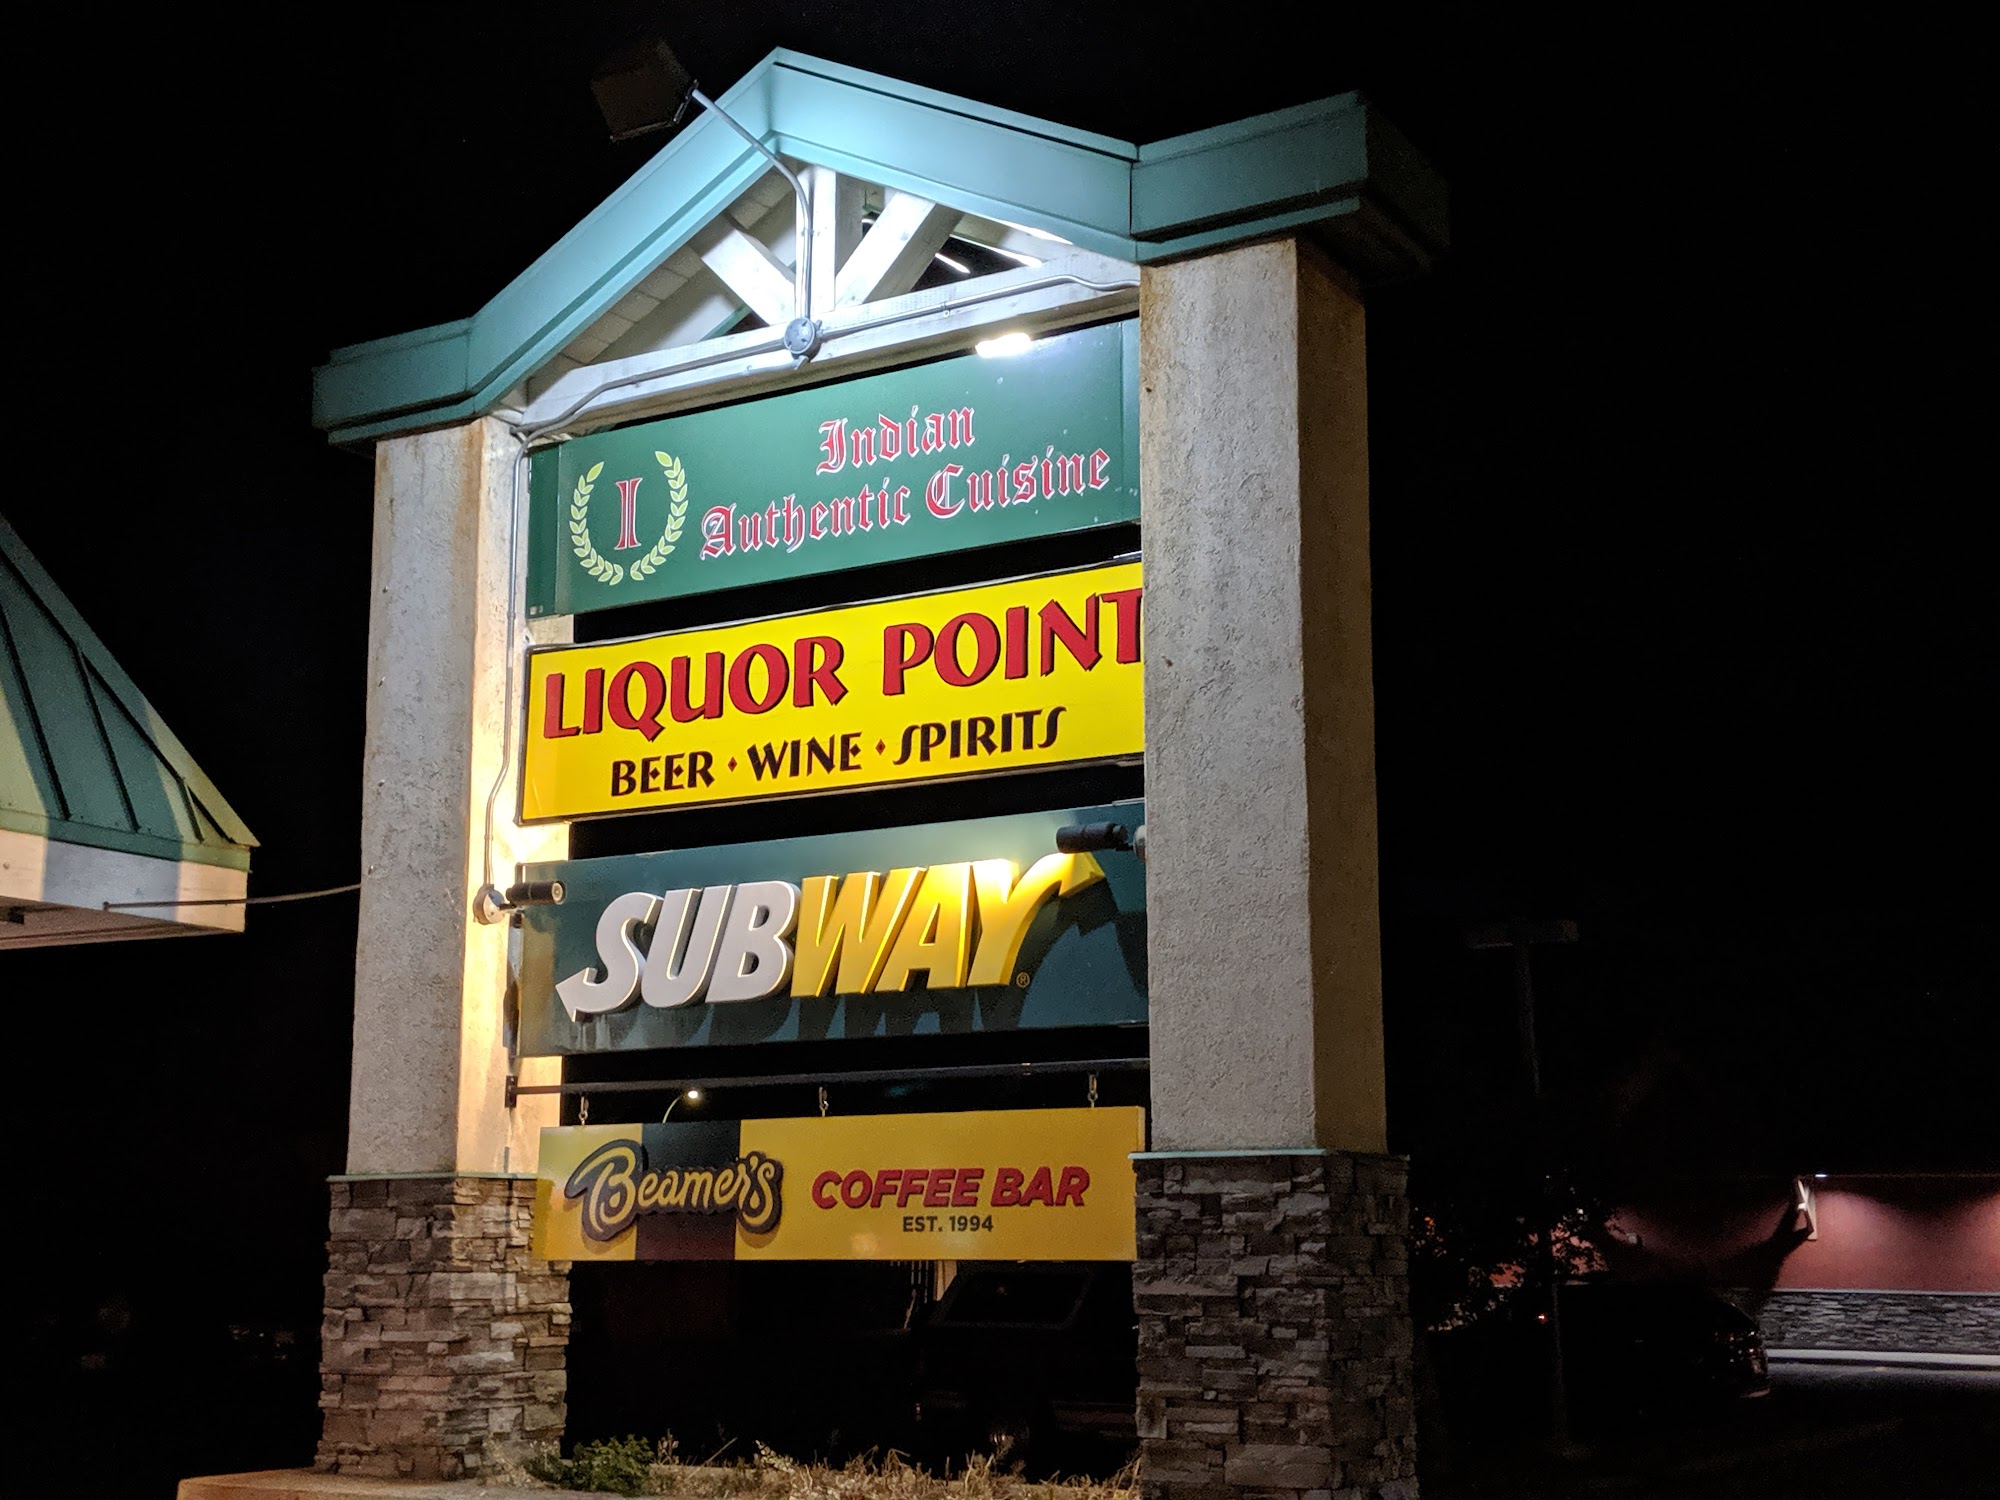 I
Indian
Authentic Cuisine
LIQUOR POINT
BEER · WINE · SPIRITS
SUBWAY®
Beamer's
COFFEE BAR
EST. 1994